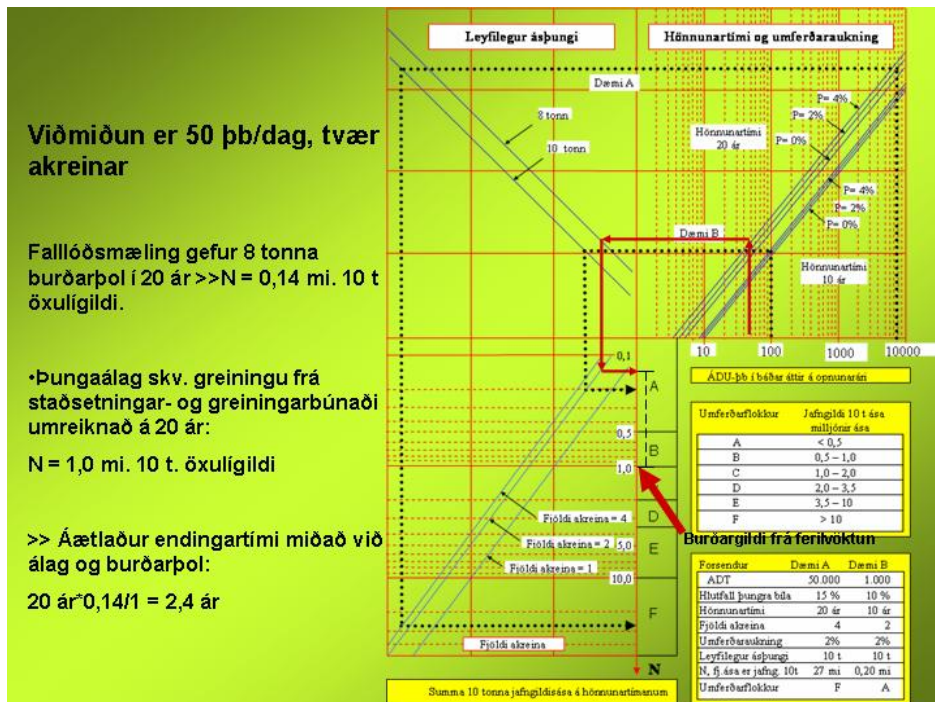 Viðmiðun er 50 þb/dag, tvær
akreinar
Falllóðsmæling gefur 8 tonna
burðarþol í 20 ár >>N = 0,14 mi. 10 t
öxulígildi.
•Þungaálag skv. greiningu frá
staðsetningar- og greiningarbúnaði
umreiknað á 20 ár:
N = 1,0 mi. 10 t. öxulígildi
>> Áætlaður endingartími miðað við
álag og burðarþol:
20 ár*0,14/1 = 2,4 ár
Leyfilegur ásþungi
Hönnunartími og umferðaraukning
Dæmi A
8 tonn
10 tonn
Hönnunartími
20 ár
P= 4%
P= 2%
P= 0%
P= 4%
P= 2%
P= 0%
Dæmi B
Hönnunartími
10 ár
10 100 1000 10000
ÁDU-þb í báðar áttir á opnunarári
0,1
A
0,5
B
1,0
D
5,0
E
10,0
F
Fjöldi akreina = 4
Fjöldi akreina = 2
Fjöldi akreina = 1
Fjöldi akreina
N
Summa 10 tonna jafngildisása á hönnunartímanum
Umferðarflokkur Jafngildi 10 t ása
milljónir ása
A < 0,5
B 0,5 – 1,0
C 1,0 – 2,0
D 2,0 – 3,5
E 3,5 – 10
F > 10
Burðargildi frá ferilvöktun
Forsendur Dæmi A Dæmi B
ADT 50.000 1.000
Hlutfall þungra bíla 15 % 10 %
Hönnunartími 20 ár 10 ár
Fjöldi akreina 4 2
Umferðaraukning 2% 2%
Leyfilegur ásþungi 10 t 10 t
N, fj.ása er jafng. 10t 27 mi 0,20 mi
Umferðarflokkur F A